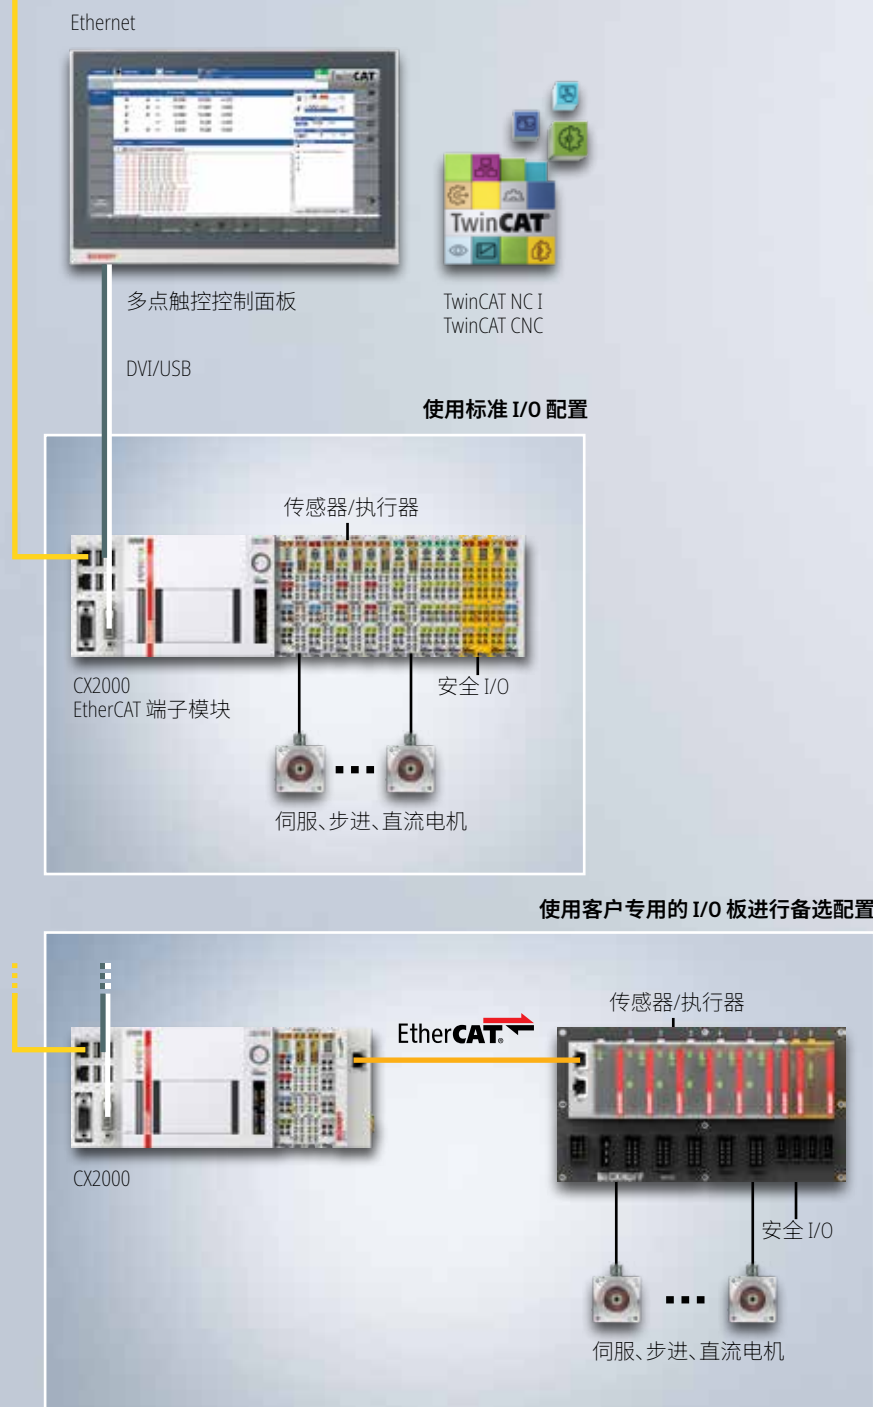 Ethernet
TwinCAT
多点触控控制面板
TwinCAT NC I
TwinCAT CNC
DVI/USB
使用标准 I/O 配置
传感器/执行器
CX2000
EtherCAT 端子模块
安全 I/O
伺服、步进、直流电机
使用客户专用的 I/O 板进行备选配置
EtherCAT
传感器/执行器
CX2000
安全 I/O
伺服、步进、直流电机